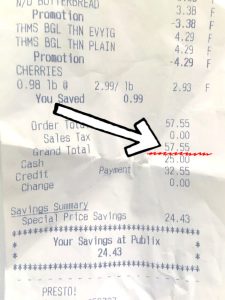 N/O BUTTERBREAD
Promotion -3.38 F
THMS BGL THN EVYTG 4.29 F
THMS BGL THN PLAIN 4.29 F
Promotion -4.29 F
CHERRIES
0.98 lb @ 2.99/ lb 2.93 F
You Saved 0.99
Order Total 57.55
Sales Tax 0.00
Grand Total 57.55
Cash 25.00
Credit Payment 32.55
Change 0.00
Savings Summary
Special Price Savings 24.43
Your Savings at Publix
24.43
PRESTO!